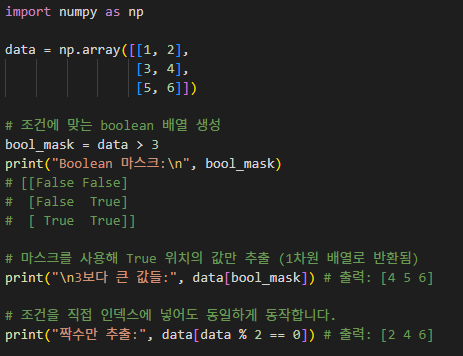 import numpy as np
data = np.array([[1, 2],
[3, 4],
[5, 6]])
# 조건에 맞는 boolean 배열 생성
bool_mask = data > 3
print("Boolean 마스크:\n", bool_mask)
# [[False False]
#  [False  True]
#  [ True  True]]
# 마스크를 사용해 True 위치의 값만 추출 (1차원 배열로 반환됨)
print("\n3보다 큰 값들:", data[bool_mask]) # 출력: [4 5 6]
# 조건을 직접 인덱스에 넣어도 동일하게 동작합니다.
print("짝수만 추출:", data[data % 2 == 0]) # 출력: [2 4 6]